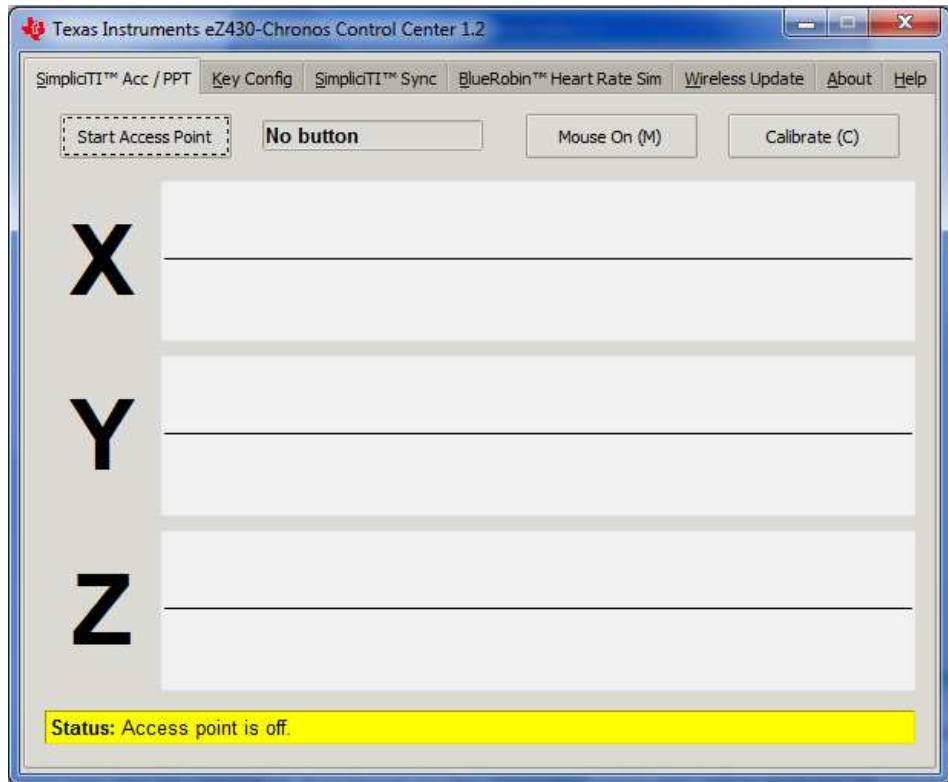 Texas Instruments eZ430-Chronos Control Center 1.2
SimpliciTI™ Acc / PPT Key Config SimpliciTI™ Sync BlueRobin™ Heart Rate Sim Wireless Update About Help
Start Access Point No button Mouse On (M) Calibrate (C)
X
Y
Z
Status: Access point is off.